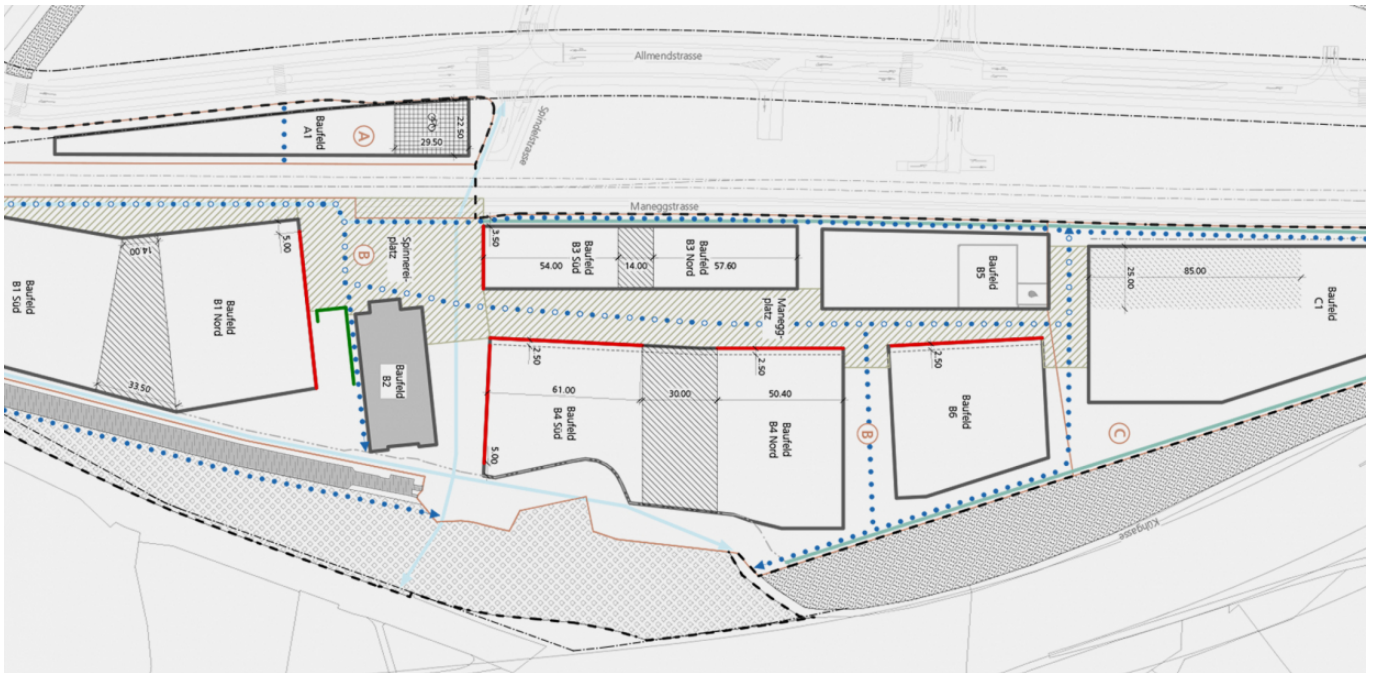 Allmendstrasse
Spindelstrasse
Baufeld
A1
A
22.50
29.50
Maneggstrasse
5.00
14.00
Baufeld
B1 Süd
Baufeld
B1 Nord
33.50
B
Spinnerei-
platz
Baufeld
B2
3.50
54.00
Baufeld
B3 Süd
14.00
Baufeld
B3 Nord
57.60
Manegg-
platz
Baufeld
B5
25.00
85.00
Baufeld
C1
2.50
61.00
Baufeld
B4 Süd
5.00
30.00
2.50
50.40
Baufeld
B4 Nord
B
2.50
Baufeld
B6
C
Kühgasse